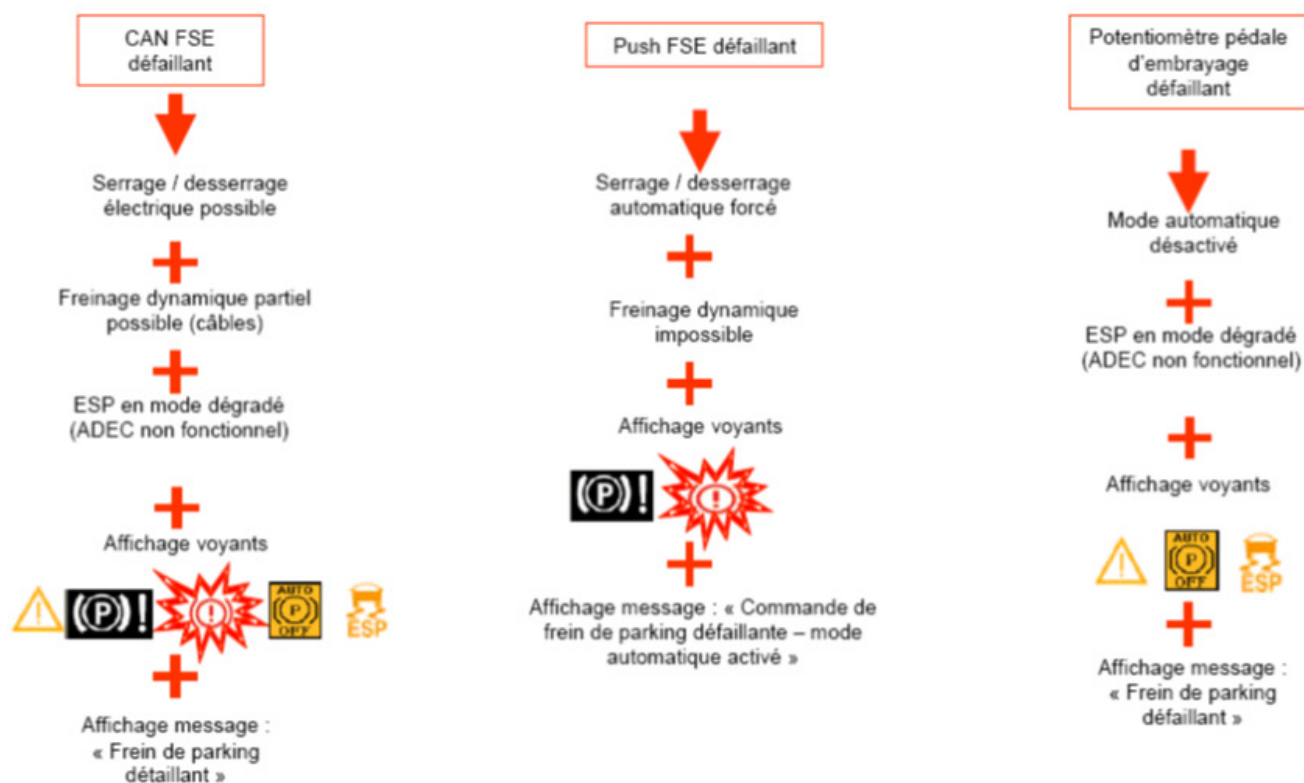 CAN FSE
défaillant
Serrage / desserrage
électrique possible
Freinage dynamique partiel
possible (câbles)
ESP en mode dégradé
(ADEC non fonctionnel)
Affichage voyants
(P) !
!
AUTO
(P)
OFF
ESP
Affichage message :
« Frein de parking
détaillant »
Push FSE défaillant
Serrage / desserrage
automatique forcé
Freinage dynamique
impossible
Affichage voyants
(P) !
!
Affichage message : « Commande de
frein de parking défaillante – mode
automatique activé »
Potentiomètre pédale
d'embrayage
défaillant
Mode automatique
désactivé
ESP en mode dégradé
(ADEC non fonctionnel)
Affichage voyants
AUTO
(P)
OFF
ESP
Affichage message :
« Frein de parking
défaillant »